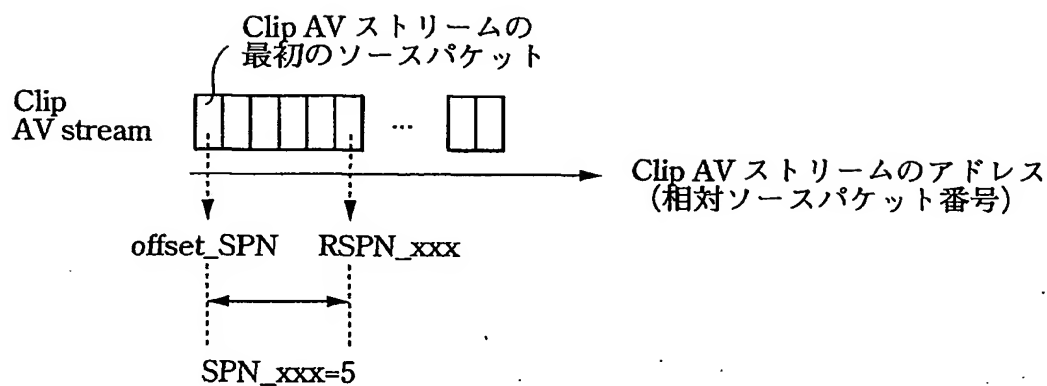 Clip AV ストリームの
最初のソースパケット
Clip
AV stream
...
Clip AV ストリームのアドレス
(相対ソースパケット番号)
offset_SPN RSPN_xxx
SPN_xxx=5